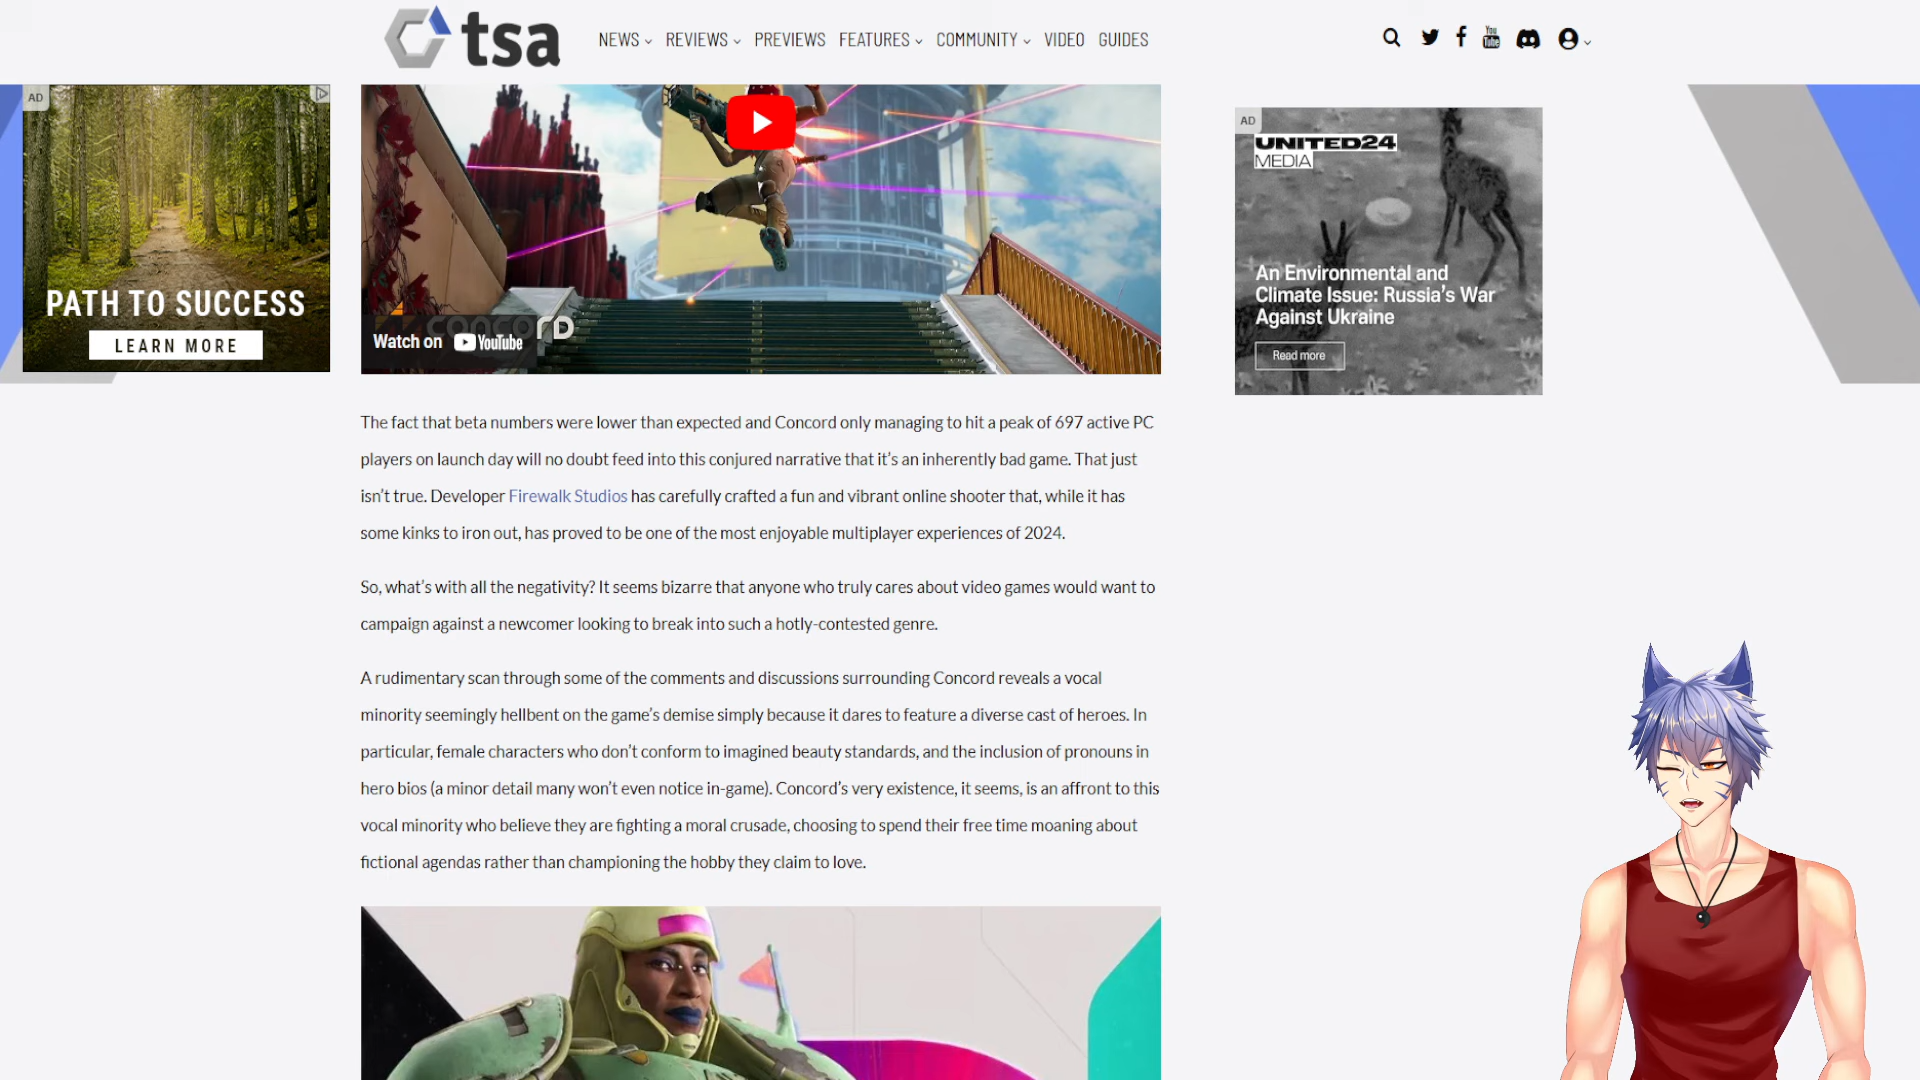 tsa
NEWS REVIEWS PREVIEWS FEATURES COMMUNITY VIDEO GUIDES
You
Tube
AD
PATH TO SUCCESS
LEARN MORE
CONCORD
Watch on YouTube
AD
UNITED24
MEDIA
An Environmental and
Climate Issue: Russia's War
Against Ukraine
Read more
The fact that beta numbers were lower than expected and Concord only managing to hit a peak of 697 active PC
players on launch day will no doubt feed into this conjured narrative that it's an inherently bad game. That just
isn't true. Developer Firewalk Studios has carefully crafted a fun and vibrant online shooter that, while it has
some kinks to iron out, has proved to be one of the most enjoyable multiplayer experiences of 2024.
So, what's with all the negativity? It seems bizarre that anyone who truly cares about video games would want to
campaign against a newcomer looking to break into such a hotly-contested genre.
A rudimentary scan through some of the comments and discussions surrounding Concord reveals a vocal
minority seemingly hellbent on the game's demise simply because it dares to feature a diverse cast of heroes. In
particular, female characters who don't conform to imagined beauty standards, and the inclusion of pronouns in
hero bios (a minor detail many won't even notice in-game). Concord's very existence, it seems, is an affront to this
vocal minority who believe they are fighting a moral crusade, choosing to spend their free time moaning about
fictional agendas rather than championing the hobby they claim to love.